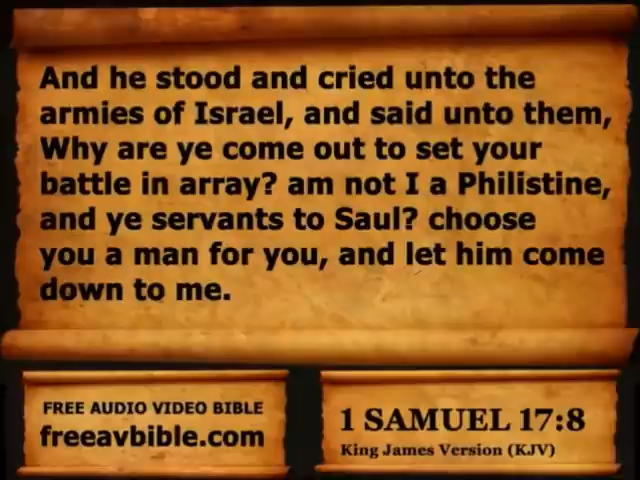 And he stood and cried unto the
armies of Israel, and said unto them,
Why are ye come out to set your
battle in array? am not I a Philistine,
and ye servants to Saul? choose
you a man for you, and let him come
down to me.
FREE AUDIO VIDEO BIBLE
freeavbible.com
1 SAMUEL 17:8
King James Version (KJV)